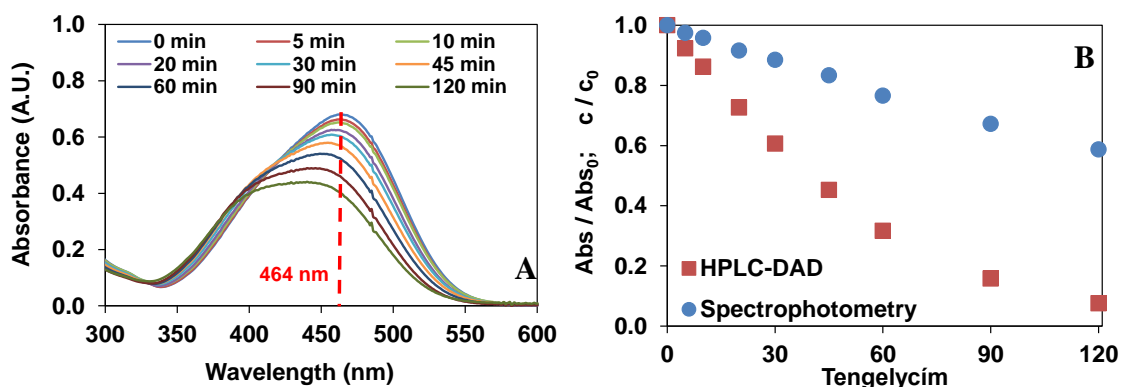 Absorbance (A.U.)
1.0
0.8
0.6
0.4
0.2
0.0
0 min 5 min 10 min
20 min 30 min 45 min
60 min 90 min 120 min
464 nm
A
300 350 400 450 500 550 600
Wavelength (nm)
Abs / Abs0; c / c0
1.0
0.8
0.6
0.4
0.2
0.0
B
HPLC-DAD
Spectrophotometry
0 30 60 90 120
Tengelycím